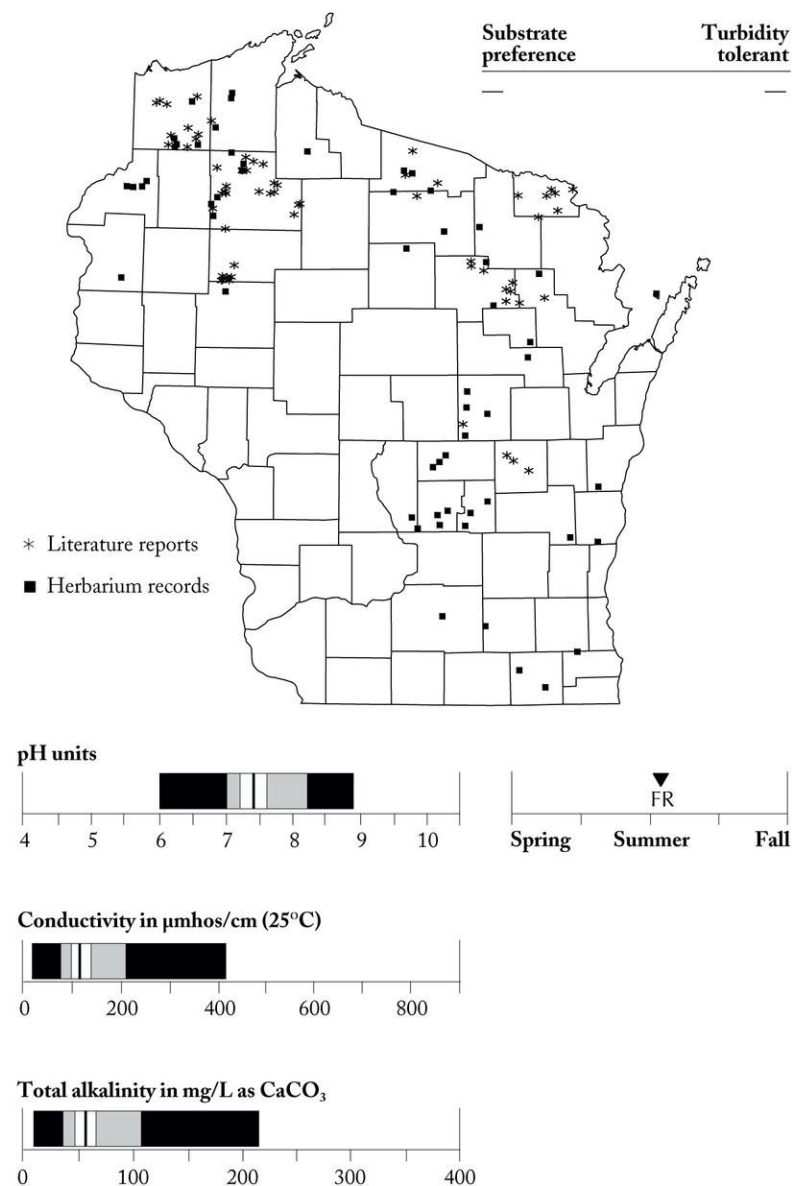 Substrate preference
Turbidity tolerant
—
—
* Literature reports
■ Herbarium records
pH units
4 5 6 7 8 9 10
FR
Spring Summer Fall
Conductivity in µmhos/cm (25°C)
0 200 400 600 800
Total alkalinity in mg/L as CaCO₃
0 100 200 300 400